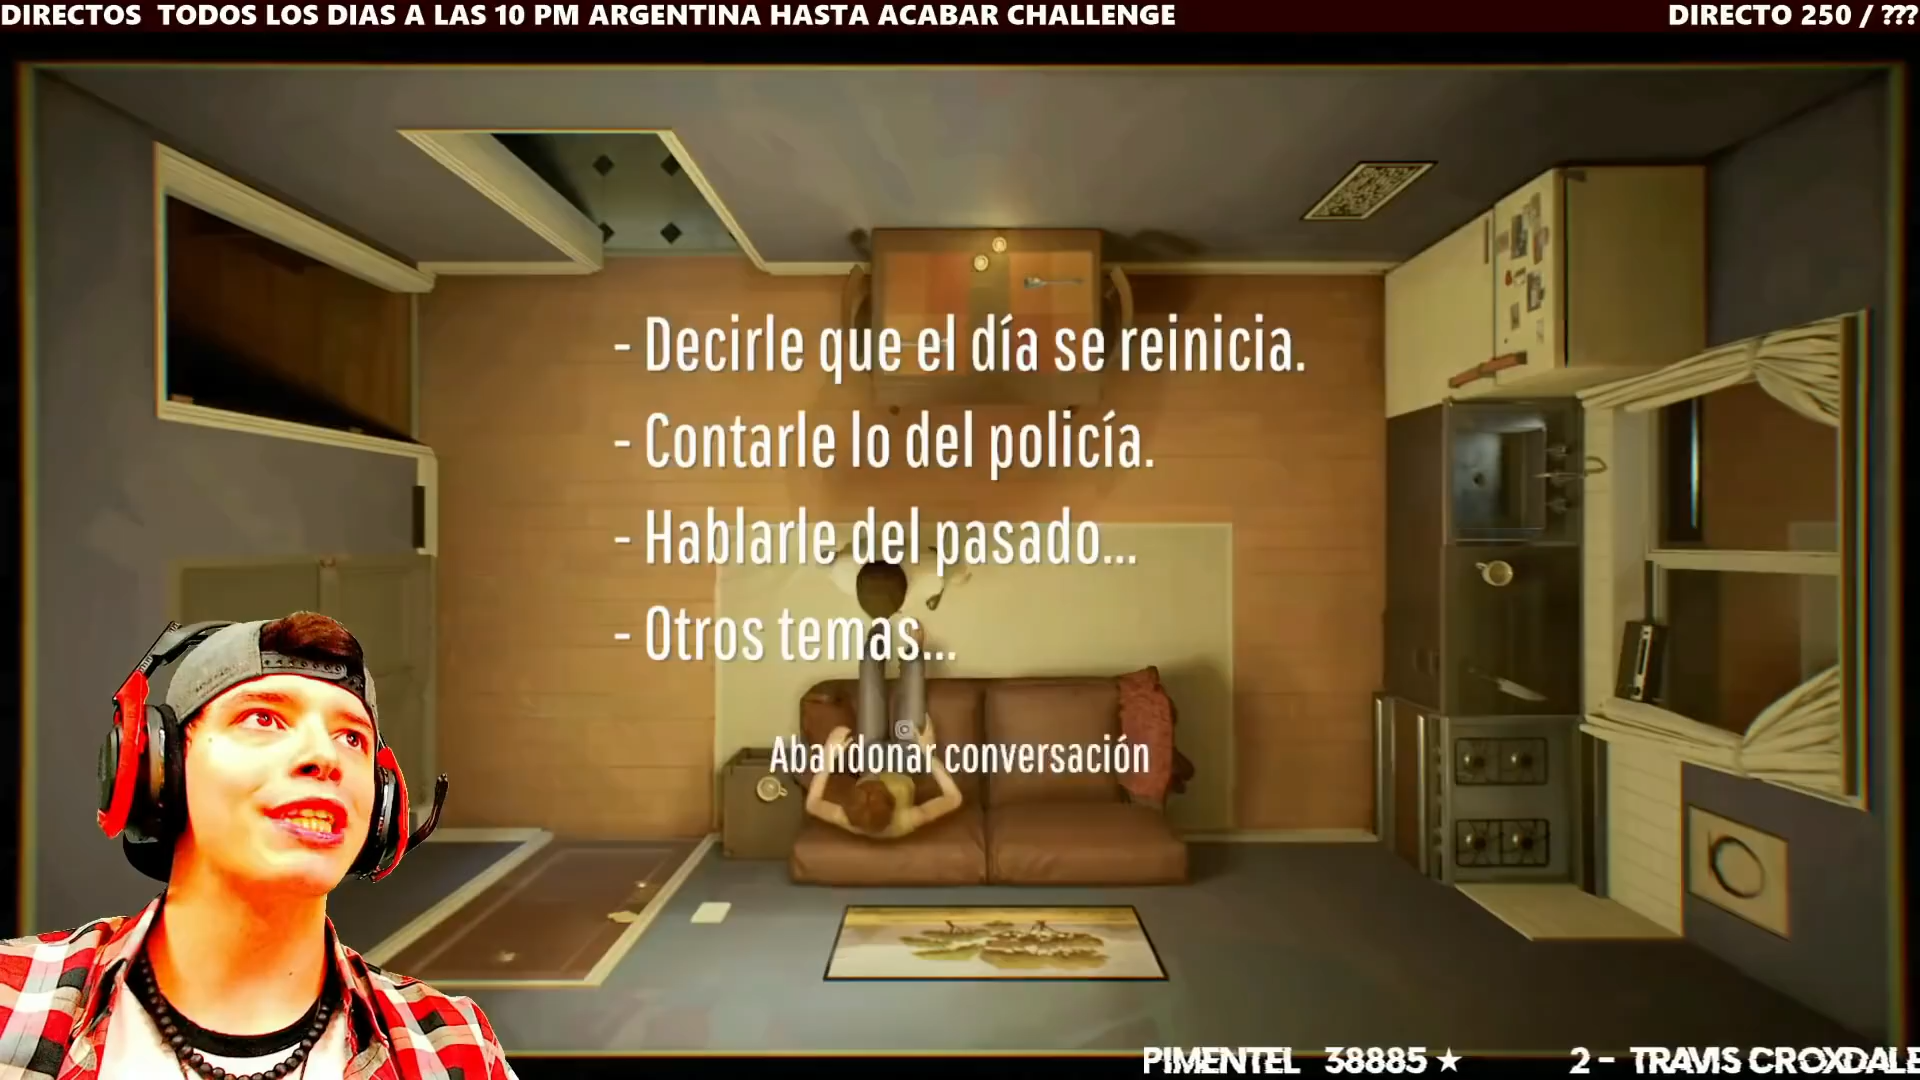 DIRECTOS TODOS LOS DIAS A LAS 10 PM ARGENTINA HASTA ACABAR CHALLENGE
DIRECTO 250 / ???
- Decirle que el día se reinicia.
- Contarle lo del policía.
- Hablarle del pasado...
- Otros temas...
Abandonar conversación
PIMENTEL 38885 ★ 2 - TRAVIS CROXDALE